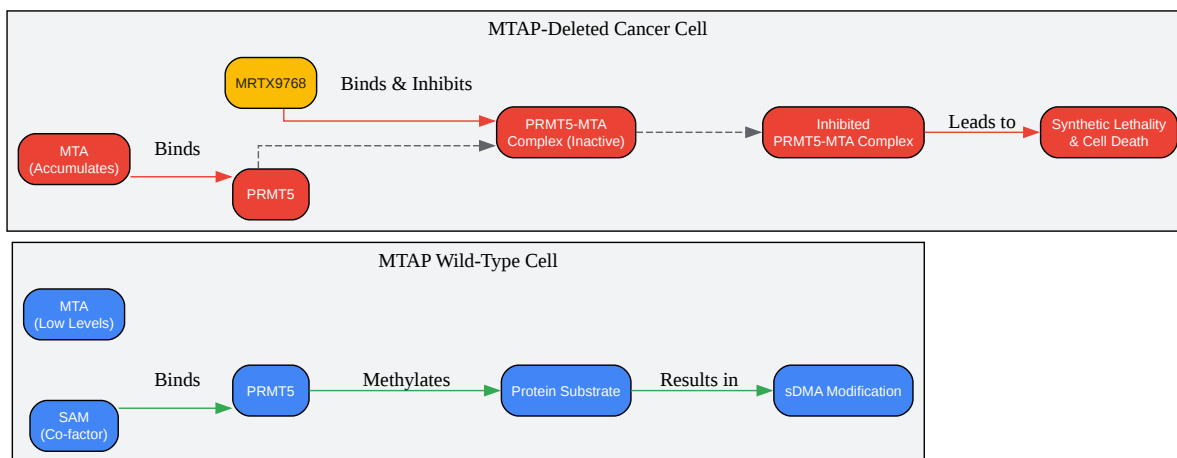 MTAP-Deleted Cancer Cell
MRTX9768
Binds & Inhibits
MTA
(Accumulates)
Binds
PRMT5
PRMT5-MTA
Complex (Inactive)
Inhibited
PRMT5-MTA Complex
Leads to
Synthetic Lethality
& Cell Death
MTAP Wild-Type Cell
MTA
(Low Levels)
SAM
(Co-factor)
Binds
PRMT5
Methylates
Protein Substrate
Results in
sDMA Modification